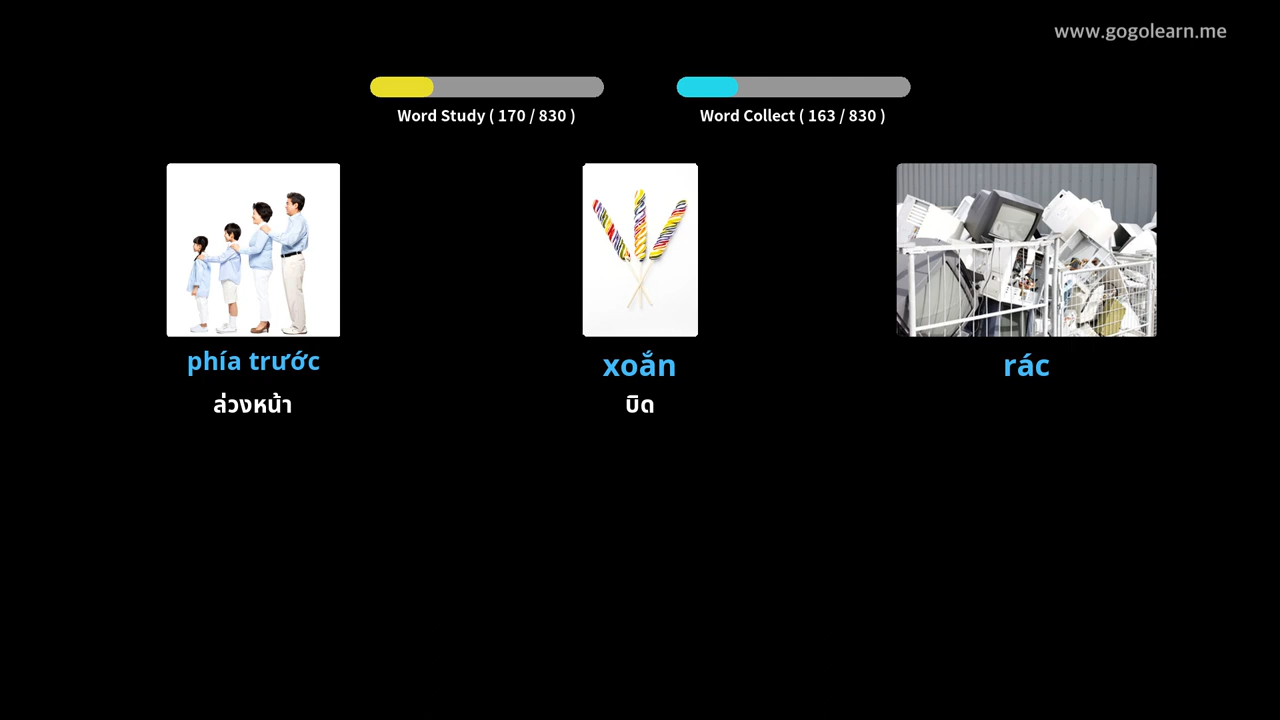 www.gogolearn.me
Word Study ( 170 / 830 )
Word Collect ( 163 / 830 )
phía trước
xoắn
rác
ล่วงหน้า
บิด